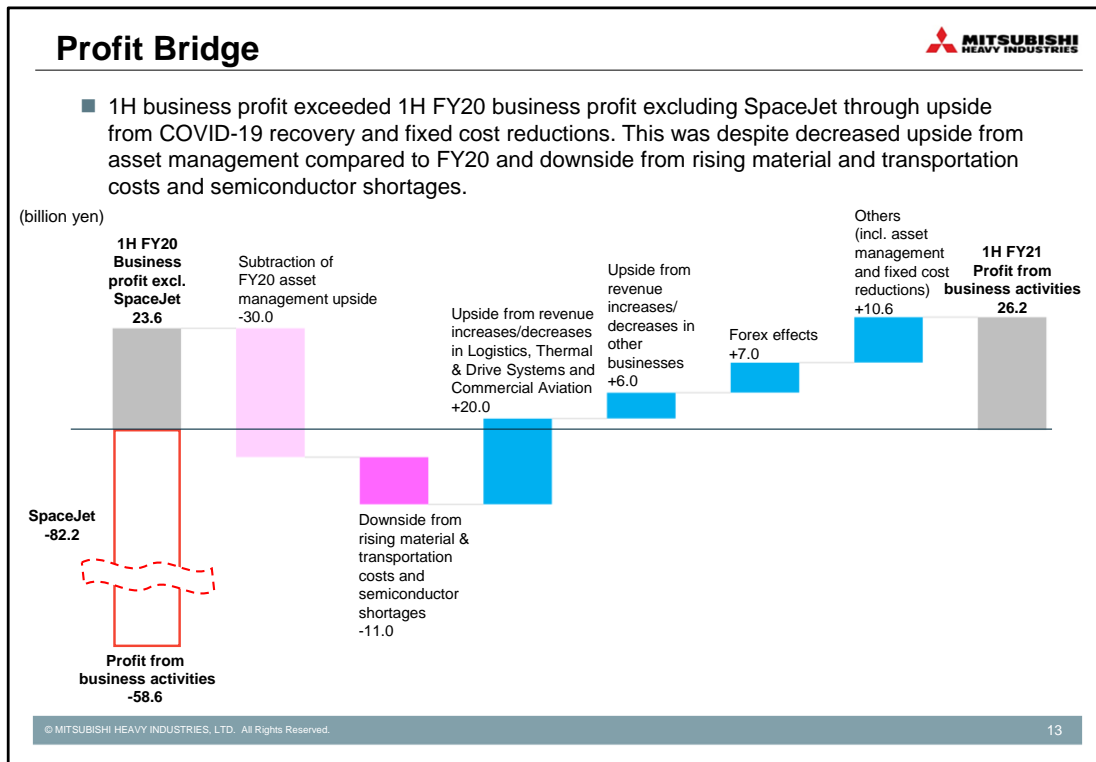 Profit Bridge
MITSUBISHI
HEAVY INDUSTRIES
■ 1H business profit exceeded 1H FY20 business profit excluding SpaceJet through upside
from COVID-19 recovery and fixed cost reductions. This was despite decreased upside from
asset management compared to FY20 and downside from rising material and transportation
costs and semiconductor shortages.
(billion yen)
1H FY20
Business
profit excl.
SpaceJet
23.6
Subtraction of
FY20 asset
management upside
-30.0
Downside from
rising material &
transportation
costs and
semiconductor
shortages
-11.0
Upside from revenue
increases/decreases
in Logistics, Thermal
& Drive Systems and
Commercial Aviation
+20.0
Upside from
revenue
increases/
decreases in
other
businesses
+6.0
Forex effects
+7.0
Others
(incl. asset
management
and fixed cost
reductions)
+10.6
1H FY21
Profit from
business activities
26.2
SpaceJet
-82.2
Profit from
business activities
-58.6
© MITSUBISHI HEAVY INDUSTRIES, LTD. All Rights Reserved.
13